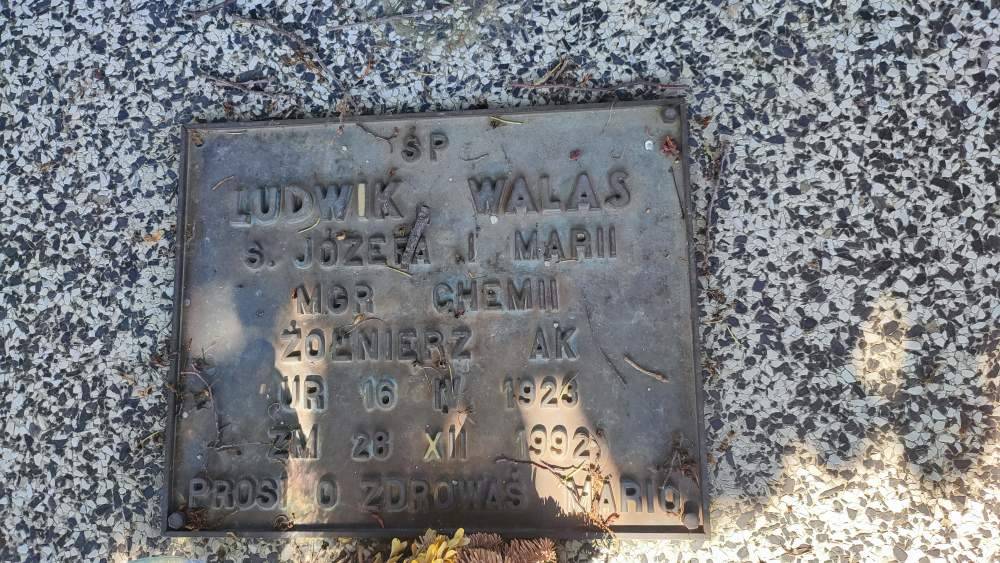 ŚP
LUDWIK WALAS
S. JÓZEFA I MARII
MGR CHEMII
ŻOŁNIERZ AK
UR 16 IV 1926
ZM 28 XII 1992
PROSI O ZDROWAŚ MARIO